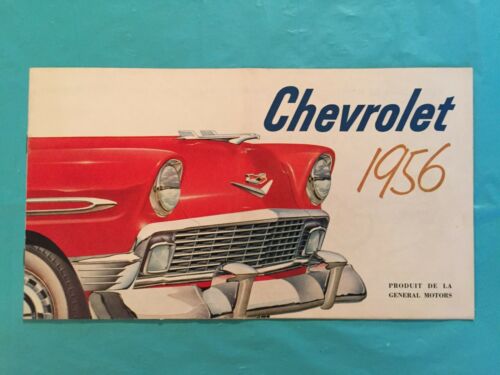 Chevrolet
1956
PRODUIT DE LA
GENERAL MOTORS